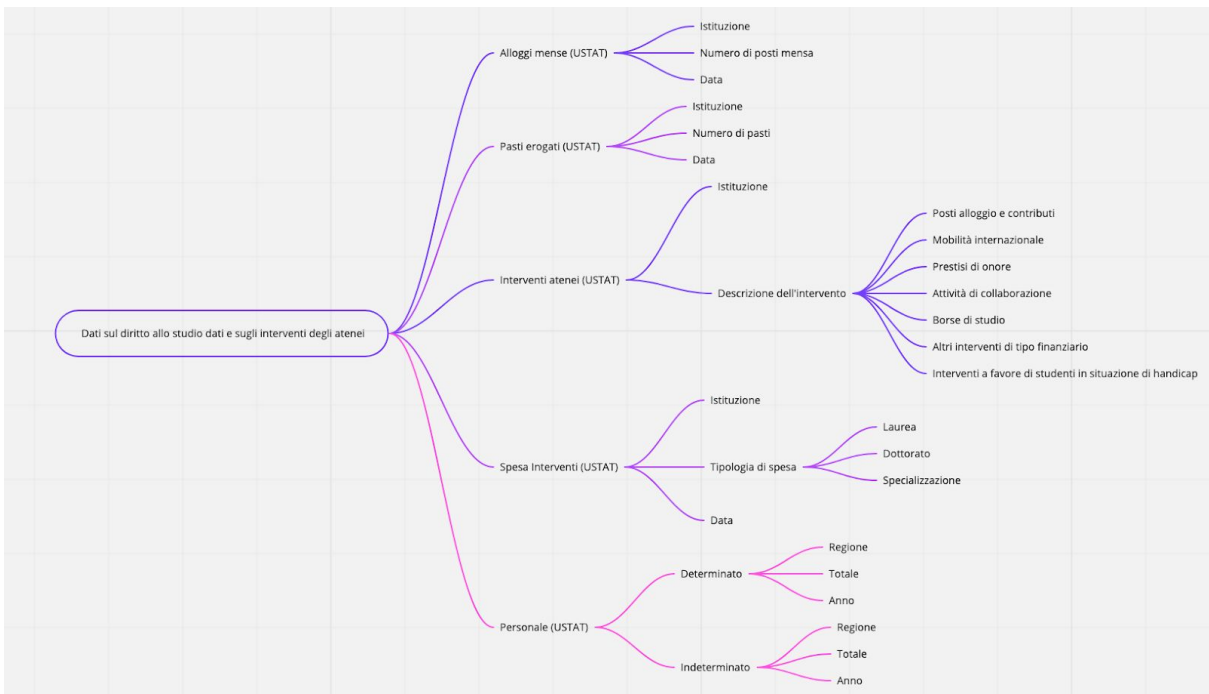 Dati sul diritto allo studio dati e sugli interventi degli atenei
Alloggi mense (USTAT)
Istituzione
Numero di posti mensa
Data
Pasti erogati (USTAT)
Istituzione
Numero di pasti
Data
Interventi atenei (USTAT)
Istituzione
Descrizione dell'intervento
Posti alloggio e contributi
Mobilità internazionale
Prestisi di onore
Attività di collaborazione
Borse di studio
Altri interventi di tipo finanziario
Interventi a favore di studenti in situazione di handicap
Spesa Interventi (USTAT)
Istituzione
Tipologia di spesa
Laurea
Dottorato
Specializzazione
Data
Personale (USTAT)
Determinato
Regione
Totale
Anno
Indeterminato
Regione
Totale
Anno